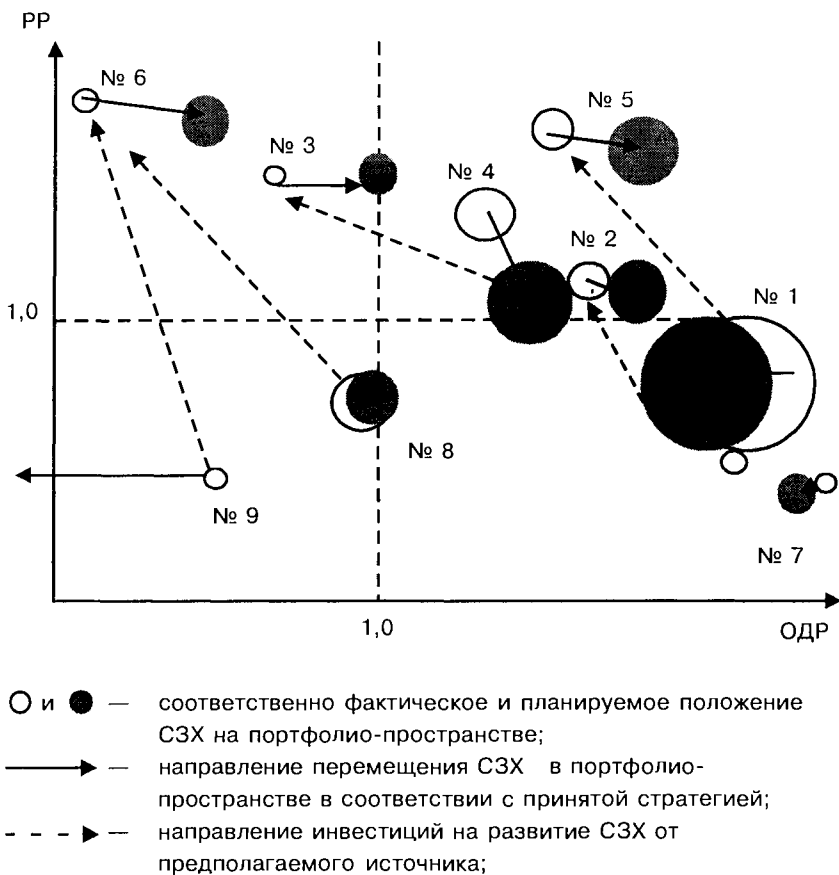 РР
№ 6
№ 5
№ 3
№ 4
№ 2
№ 1
1,0
№ 8
№ 9
№ 7
1,0
ОДР
и — соответственно фактическое и планируемое положение
СЗХ на портфолио-пространстве;
— направление перемещения СЗХ в портфолио-
пространстве в соответствии с принятой стратегией;
— направление инвестиций на развитие СЗХ от
предполагаемого источника;